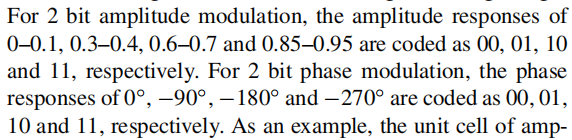 For 2 bit amplitude modulation, the amplitude responses of
0–0.1, 0.3–0.4, 0.6–0.7 and 0.85–0.95 are coded as 00, 01, 10
and 11, respectively. For 2 bit phase modulation, the phase
responses of 0°, −90°, −180° and −270° are coded as 00, 01,
10 and 11, respectively. As an example, the unit cell of amp-